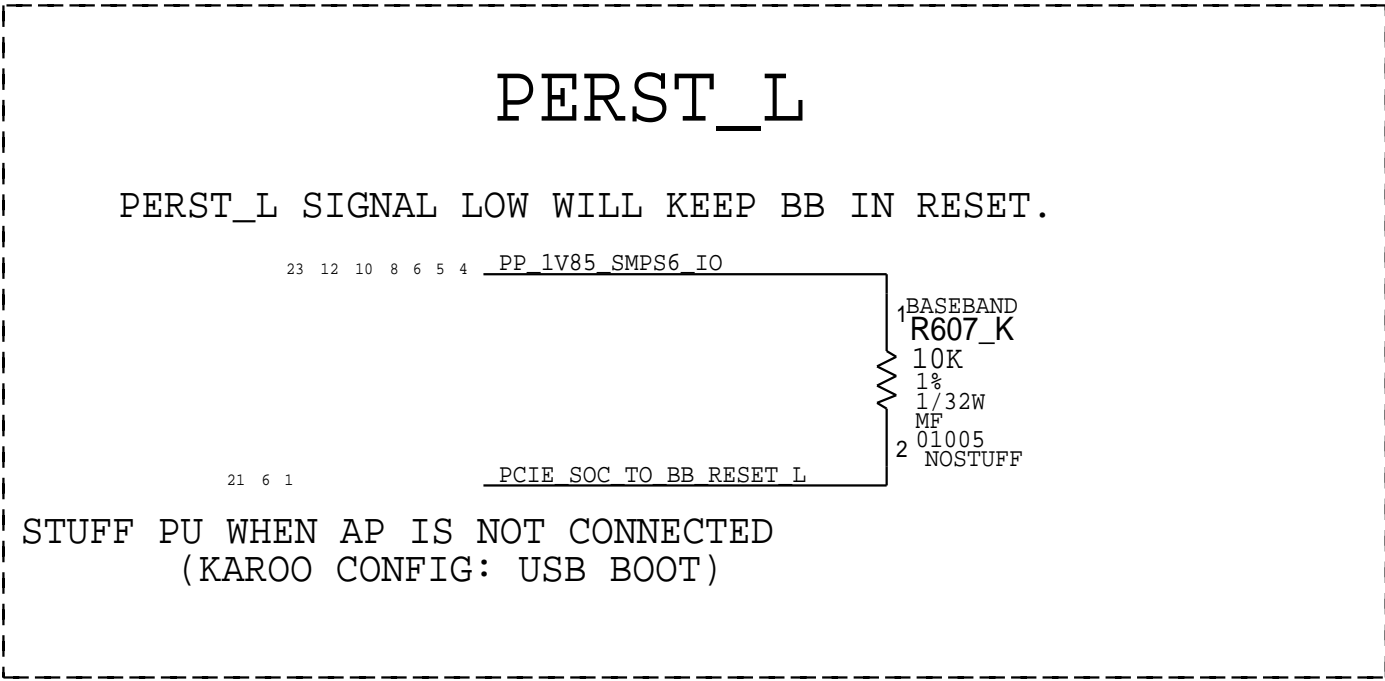 PERST_L
PERST_L SIGNAL LOW WILL KEEP BB IN RESET.
23 12 10 8 6 5 4 PP_1V85_SMPS6_IO
1 BASEBAND
R607_K
10K
1%
1/32W
MF
2 01005
NOSTUFF
21 6 1 PCIE_SOC_TO_BB_RESET_L
STUFF PU WHEN AP IS NOT CONNECTED
(KAROO CONFIG: USB BOOT)